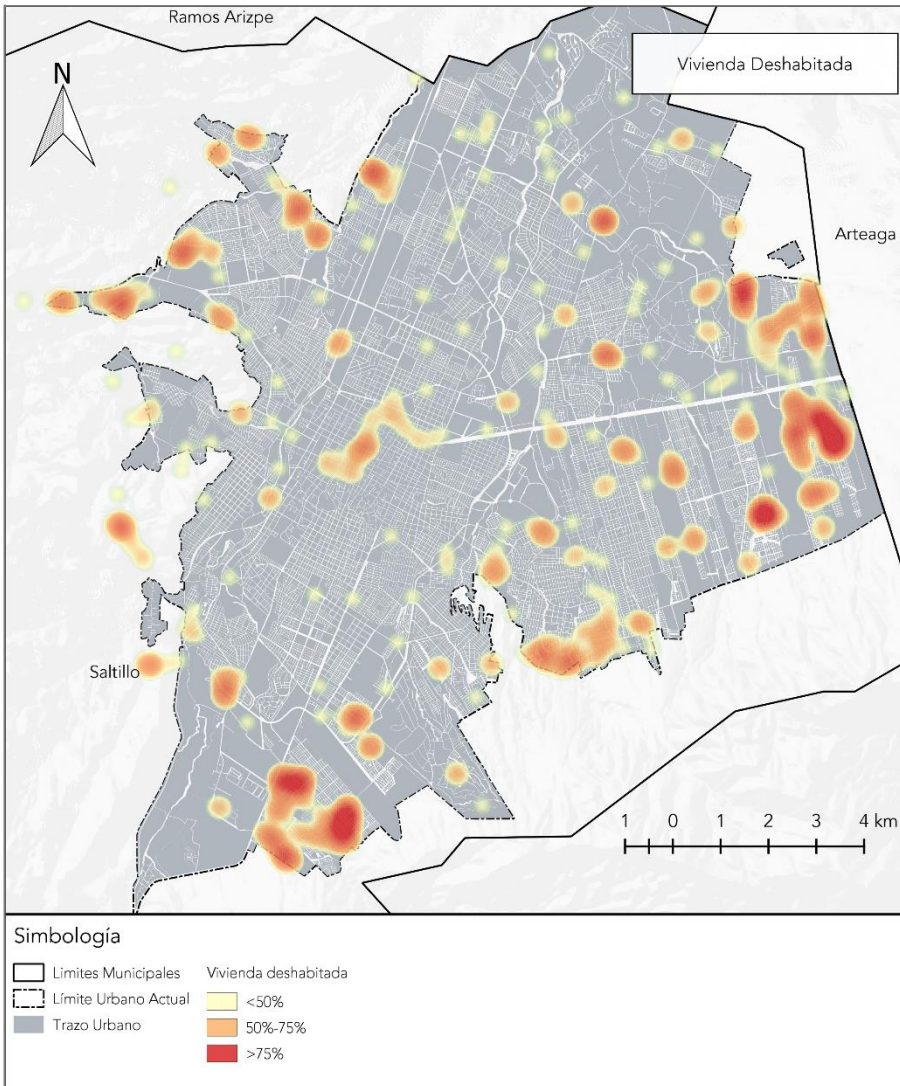 Ramos Arizpe
Vivienda Deshabitada
N
Arteaga
Saltillo
1 0 1 2 3 4 km
Simbología
Limites Municipales
Límite Urbano Actual
Trazo Urbano
Vivienda deshabitada
<50%
50%-75%
>75%